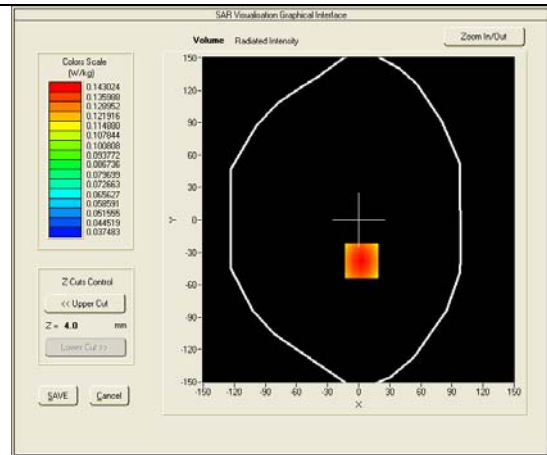 SAR Visualisation Graphical Interface
Volume Radiated Intensity
Zoom In/Out
Colors Scale
(W/kg)
0.143024
0.135988
0.128952
0.121916
0.114880
0.107844
0.100808
0.093772
0.086736
0.079699
0.072663
0.065627
0.058591
0.051555
0.044519
0.037483
Z Cuts Control
<< Upper Cut
Z = 4.0 mm
Lower Cut >>
SAVE Cancel
150
120
90
60
30
0
-30
-60
-90
-120
-150
Y
-150 -120 -90 -60 -30 0 30 60 90 120 150
X